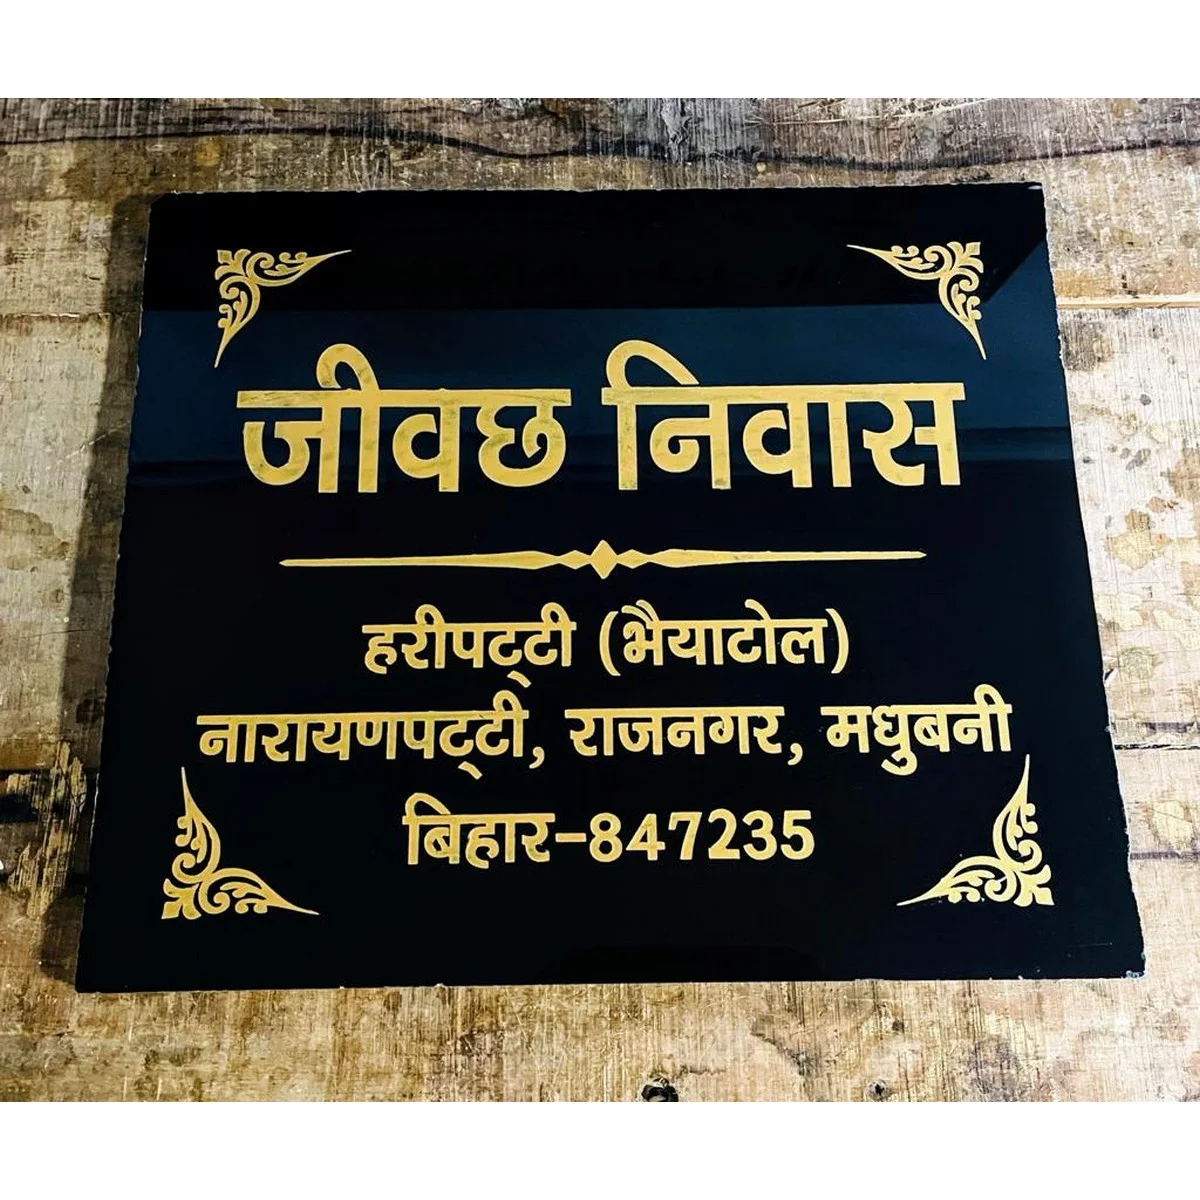 जीवछ निवास
हरीपट्टी (भैयाटोल)
नारायणपट्टी, राजनगर, मधुबनी
बिहार-847235